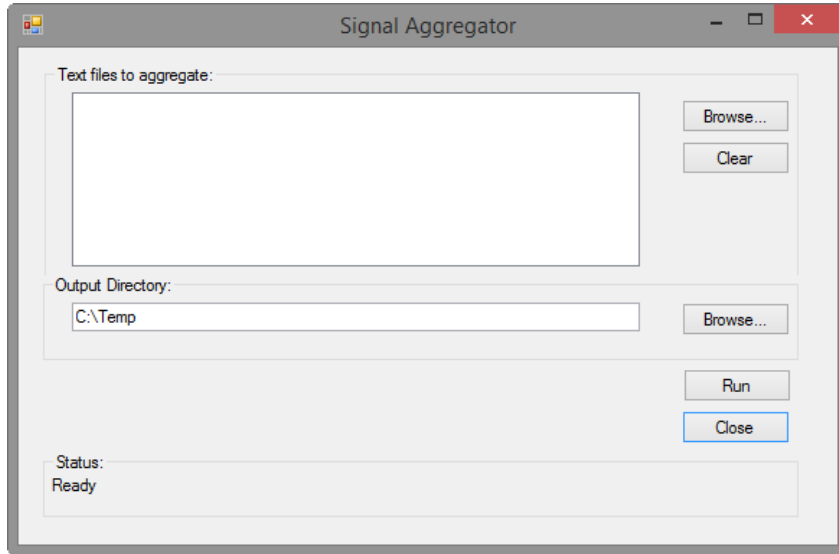 Signal Aggregator
Text files to aggregate:
Browse...
Clear
Output Directory:
C:\Temp
Browse...
Run
Close
Status:
Ready